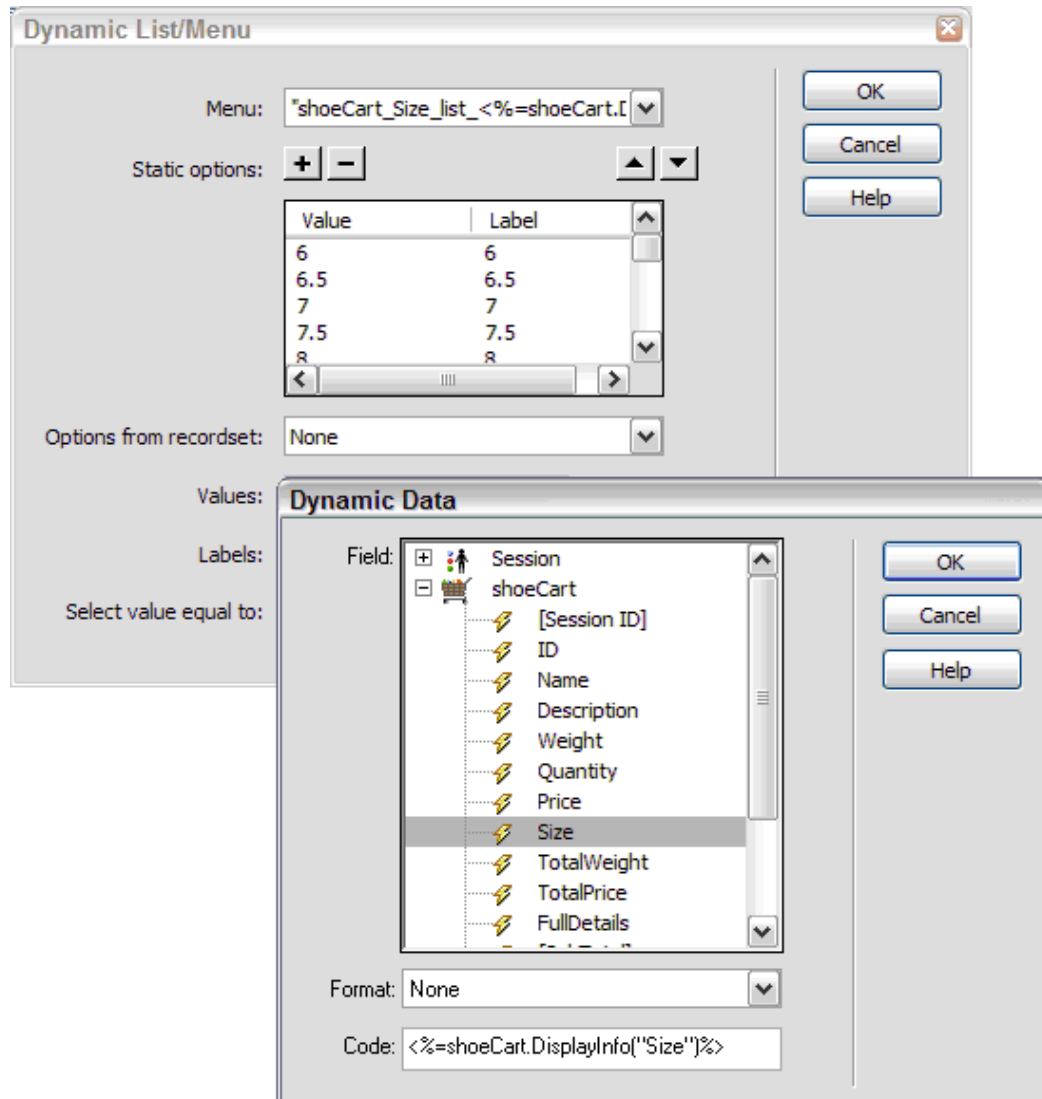 Dynamic List/Menu
Menu: "shoeCart_Size_list_<%=shoeCart.[
OK
Cancel
Help
Static options:
Value Label
6 6
6.5 6.5
7 7
7.5 7.5
8 8
Options from recordset: None
Values:
Labels:
Select value equal to:
Dynamic Data
Field:
Session
shoeCart
[Session ID]
ID
Name
Description
Weight
Quantity
Price
Size
TotalWeight
TotalPrice
FullDetails
OK
Cancel
Help
Format: None
Code: <%=shoeCart.DisplayInfo("Size")%>